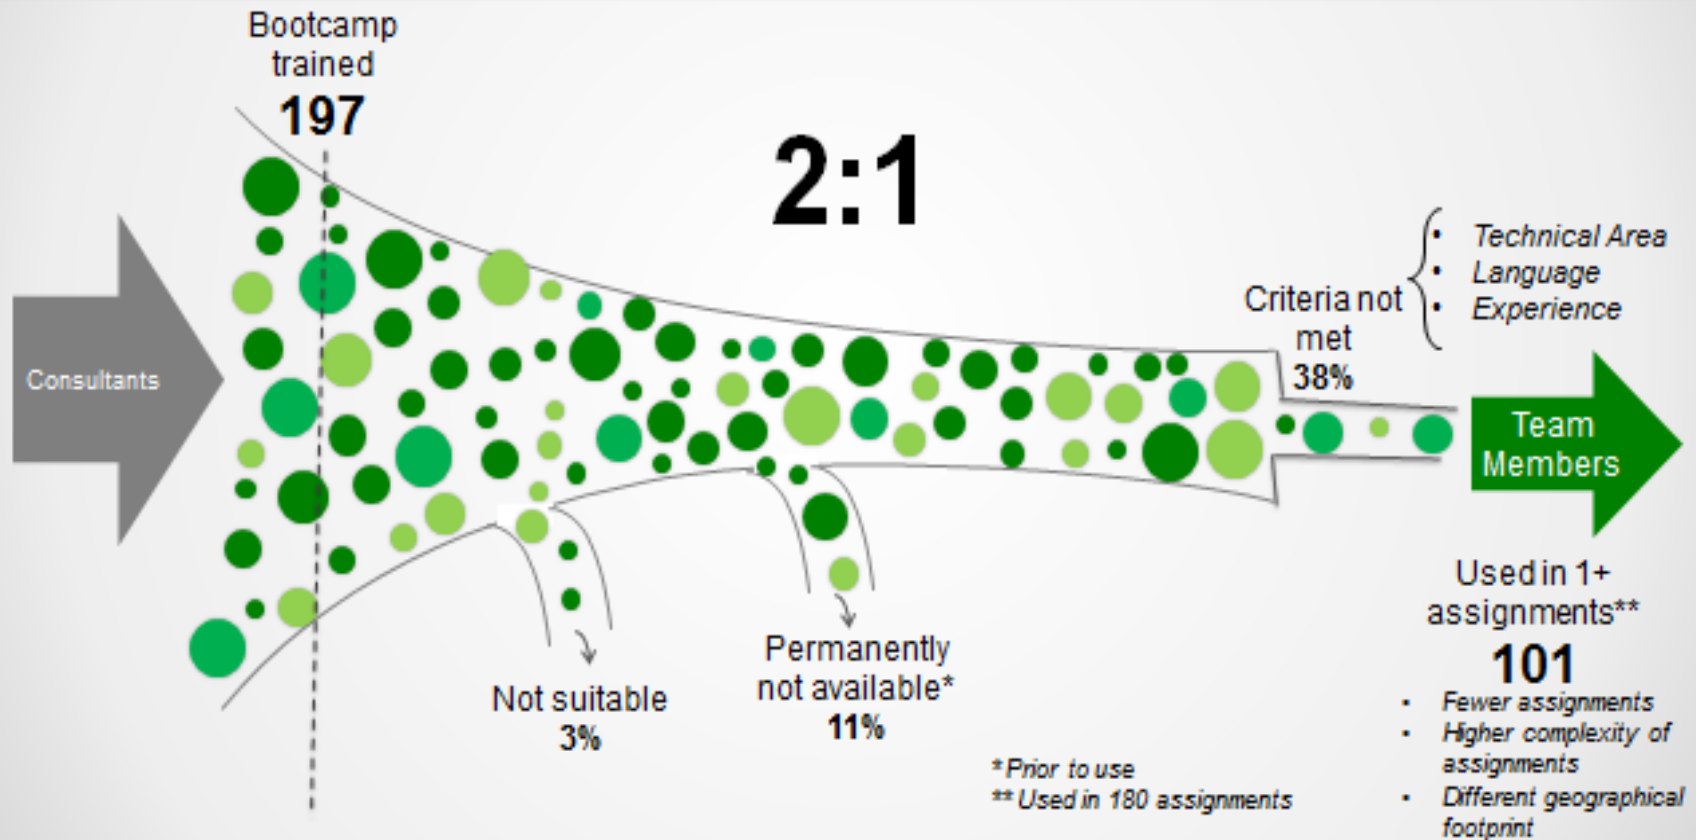 Bootcamp
trained
197
2:1
Consultants
Criteria not
met
38%
• Technical Area
• Language
• Experience
Team
Members
Not suitable
3%
Permanently
not available*
11%
Used in 1+
assignments**
101
• Fewer assignments
• Higher complexity of
assignments
• Different geographical
footprint
* Prior to use
** Used in 180 assignments